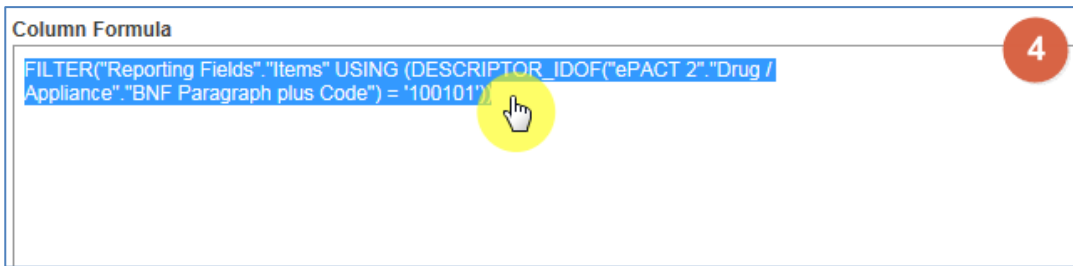 Column Formula
4
FILTER("Reporting Fields"."Items" USING (DESCRIPTOR_IDOF("ePACT 2"."Drug /
Appliance"."BNF Paragraph plus Code") = '100101'))